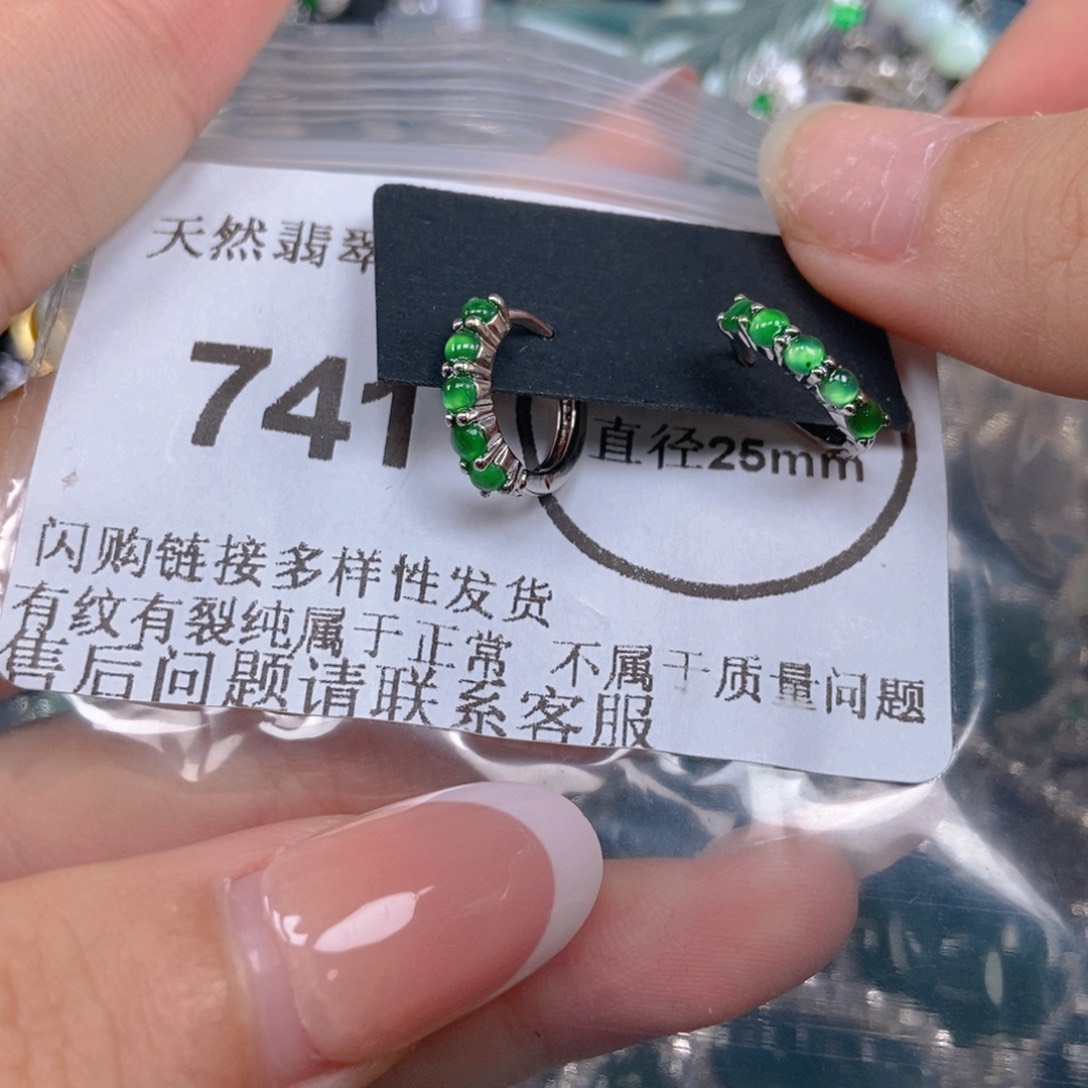 天然翡翠
741
直径25mm
闪购链接多样性发货
有纹有裂纯属于正常 不属于质量问题
售后问题请联系客服